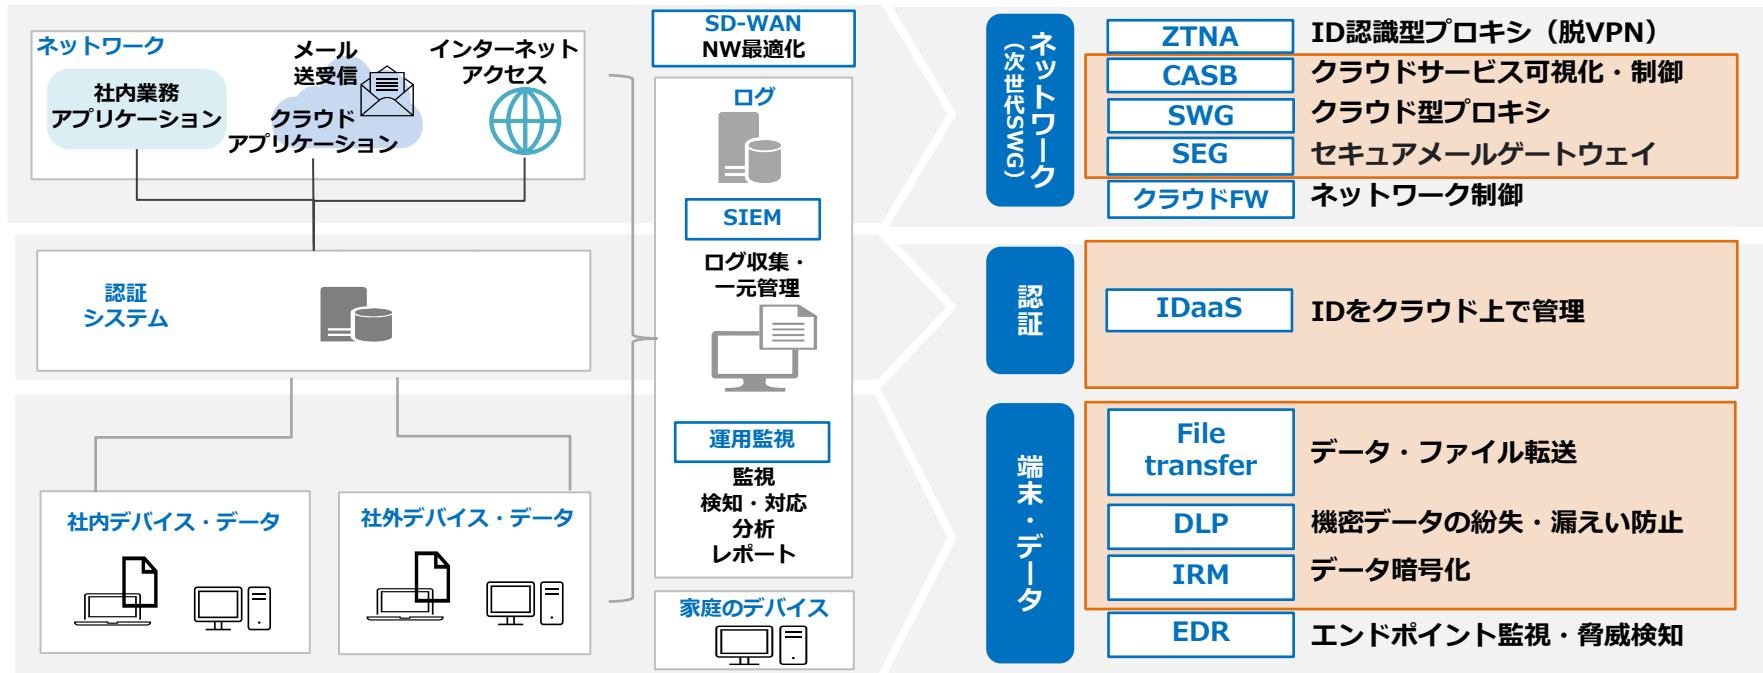 ネットワーク
社内業務
アプリケーション
メール
送受信
クラウド
アプリケーション
インターネット
アクセス
認証
システム
社内デバイス・データ
社外デバイス・データ
SD-WAN
NW最適化
ログ
SIEM
ログ収集・
一元管理
運用監視
監視
検知・対応
分析
レポート
家庭のデバイス
ネットワーク
(次世代SWG)
ZTNA
ID認識型プロキシ（脱VPN）
CASB
クラウドサービス可視化・制御
SWG
クラウド型プロキシ
SEG
セキュアメールゲートウェイ
クラウドFW
ネットワーク制御
認証
IDaaS
IDをクラウド上で管理
端末・データ
File
transfer
データ・ファイル転送
DLP
機密データの紛失・漏えい防止
IRM
データ暗号化
EDR
エンドポイント監視・脅威検知